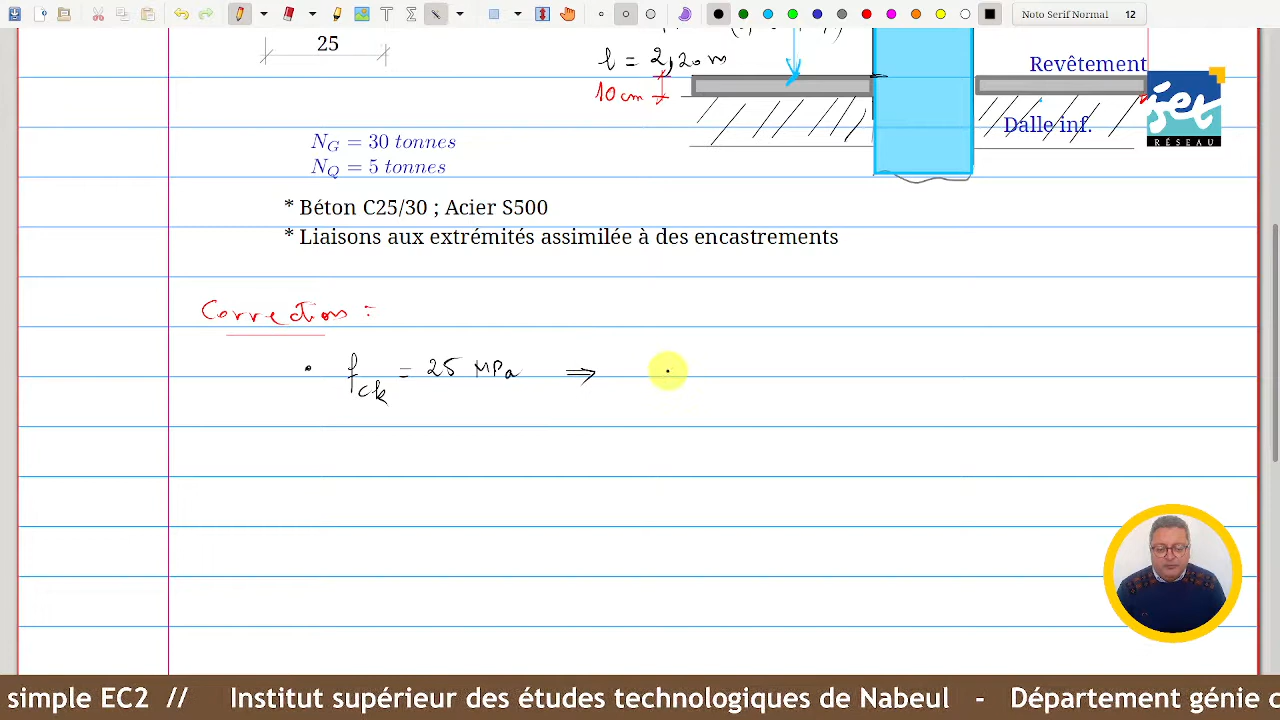 Noto Serif Normal 12
25
l = 2,20 m
Revêtement
10 cm
iset
RÉSEAU
Dalle inf.
N_G = 30 tonnes
N_Q = 5 tonnes
* Béton C25/30 ; Acier S500
* Liaisons aux extrémités assimilée à des encastrements
Correction :
• f_ck = 25 MPa ⇒
simple EC2 // Institut supérieur des études technologiques de Nabeul - Département génie c